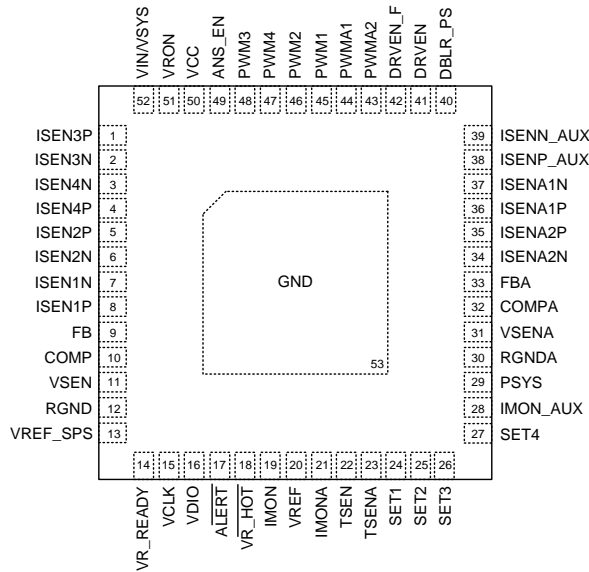 VIN/VSYS
VRON
VCC
ANS_EN
PWM3
PWM4
PWM2
PWM1
PWMA1
PWMA2
DRVEN_F
DRVEN
DBLR_PS
52 51 50 49 48 47 46 45 44 43 42 41 40
ISEN3P 1
ISEN3N 2
ISEN4N 3
ISEN4P 4
ISEN2P 5
ISEN2N 6
ISEN1N 7
ISEN1P 8
FB 9
COMP 10
VSEN 11
RGND 12
VREF_SPS 13
GND
53
39 ISENN_AUX
38 ISENP_AUX
37 ISENA1N
36 ISENA1P
35 ISENA2P
34 ISENA2N
33 FBA
32 COMPA
31 VSENA
30 RGNDA
29 PSYS
28 IMON_AUX
27 SET4
14 15 16 17 18 19 20 21 22 23 24 25 26
VR_READY
VCLK
VDIO
ALERT
VR_HOT
IMON
VREF
IMONA
TSEN
TSENA
SET1
SET2
SET3